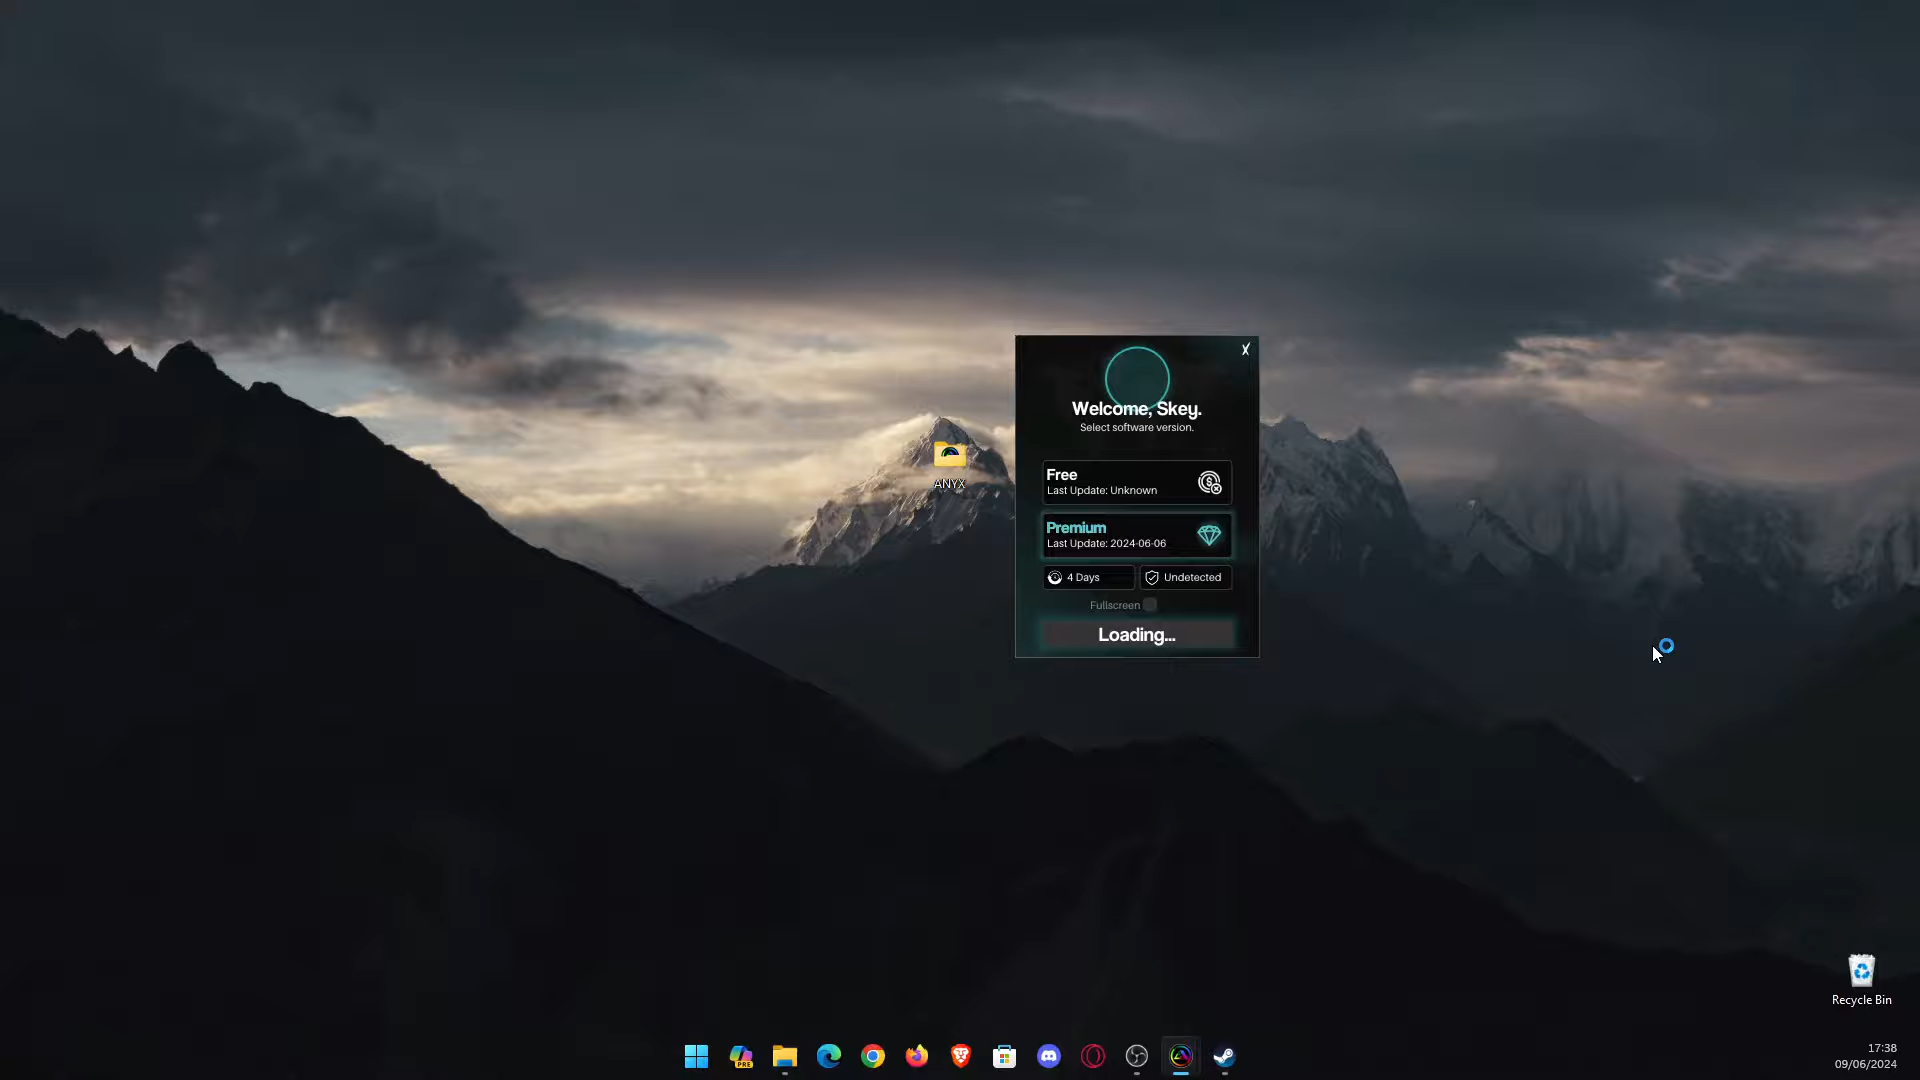 X
Welcome, Skey.
Select software version.
Free
Last Update: Unknown
ANYX
Premium
Last Update: 2024-06-06
4 Days
Undetected
Fullscreen
Loading...
Recycle Bin
PRE
17:38
09/06/2024